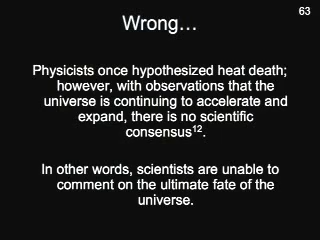 63
Wrong…
Physicists once hypothesized heat death;
however, with observations that the
universe is continuing to accelerate and
expand, there is no scientific
consensus12.
In other words, scientists are unable to
comment on the ultimate fate of the
universe.